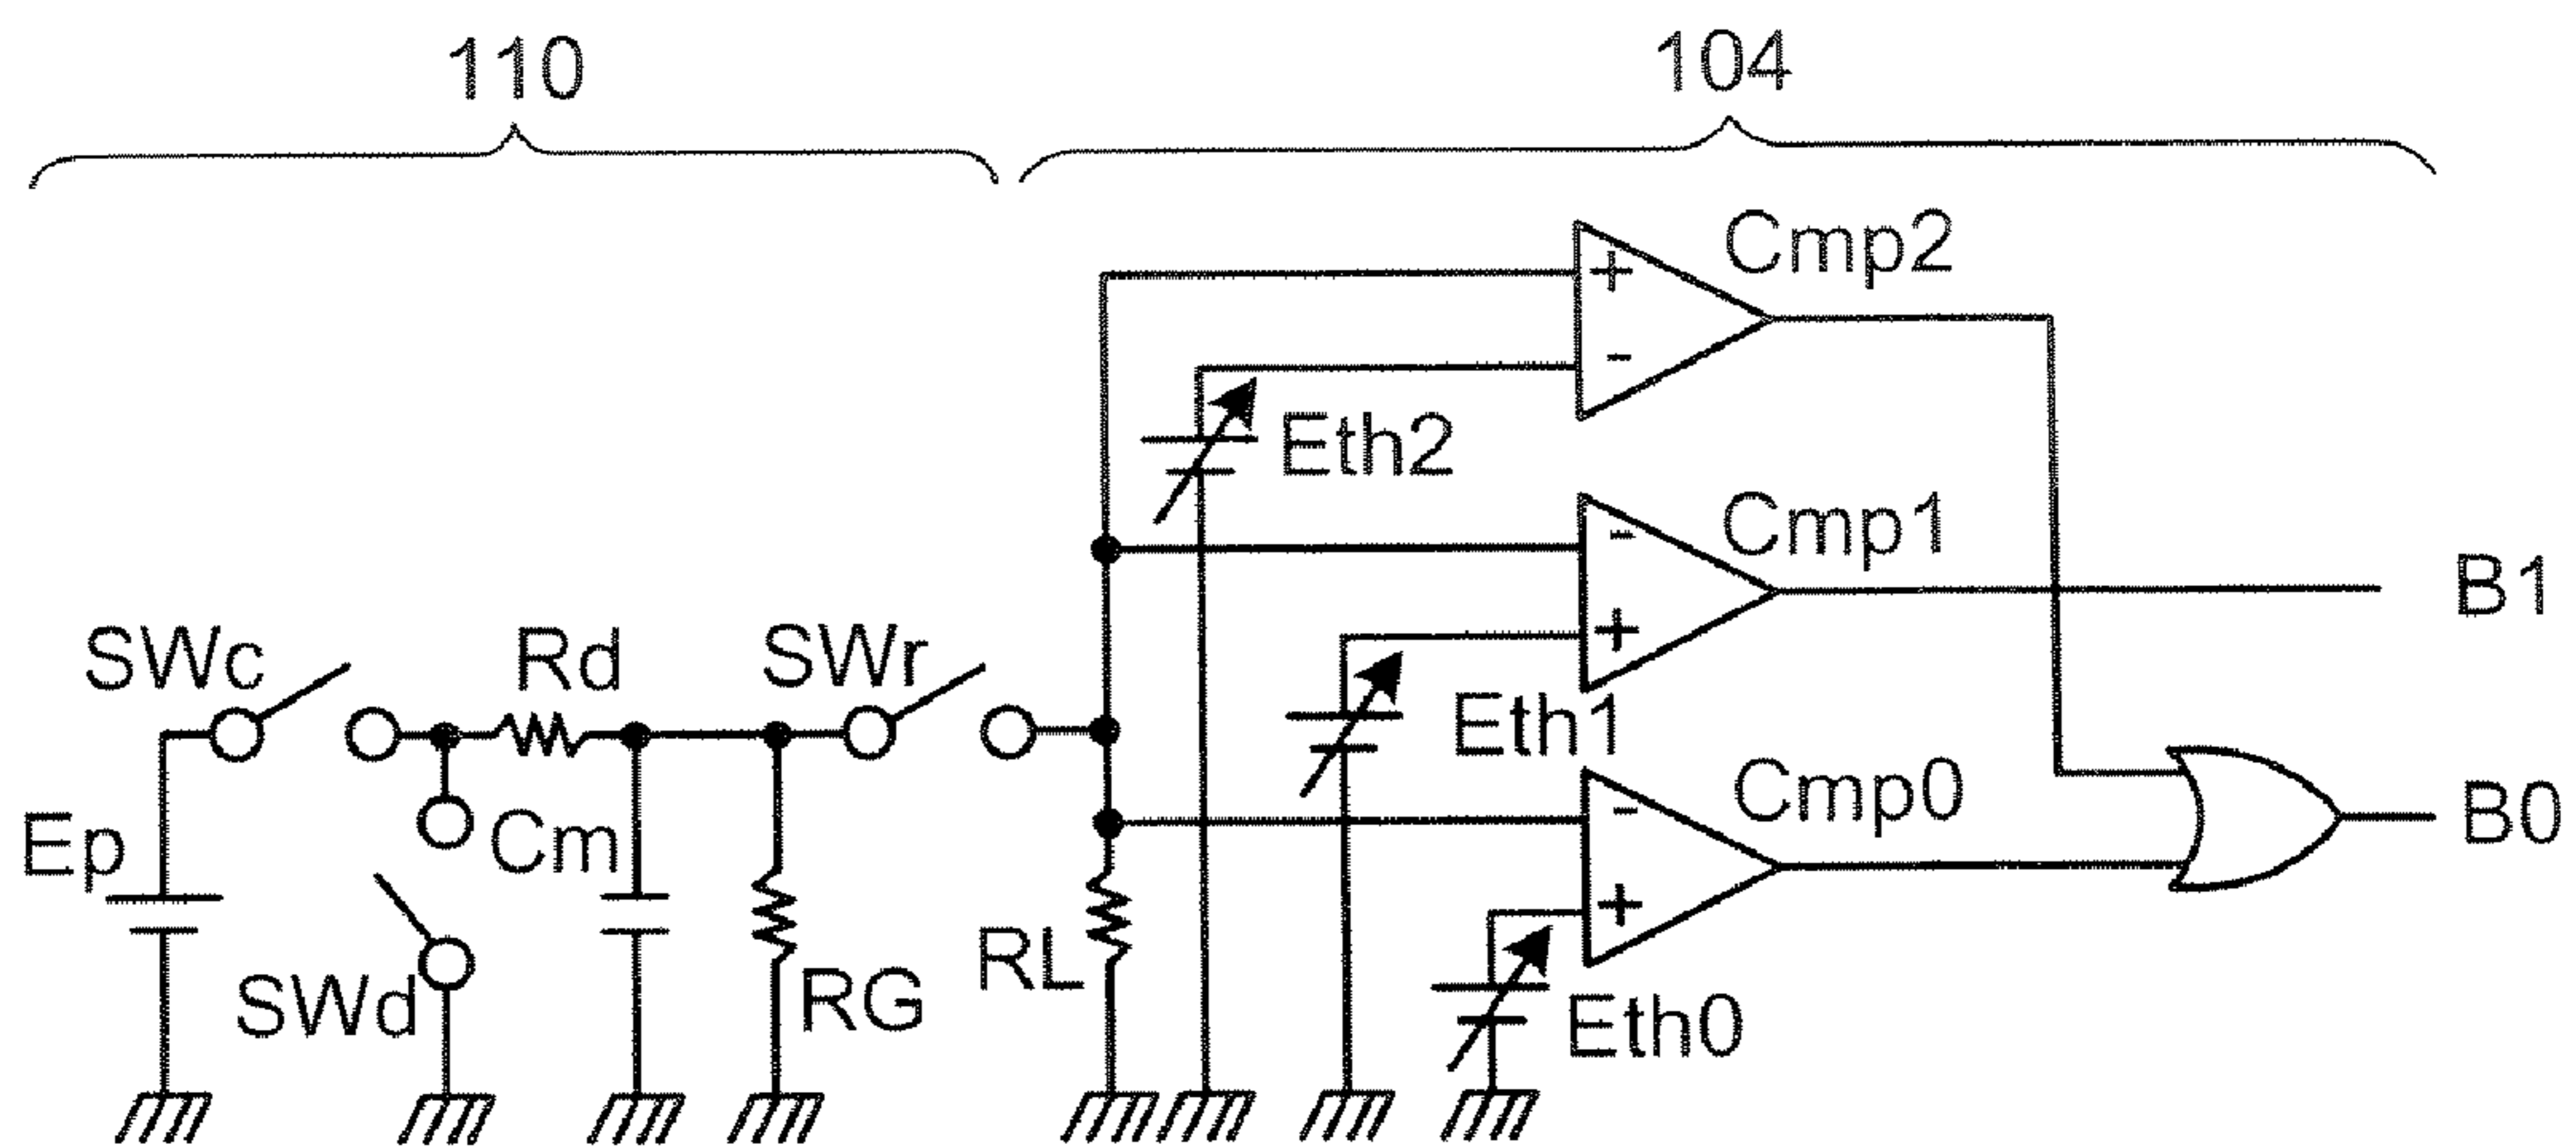 110
104
Cmp2
+
-
Eth2
Cmp1
-
+
B1
SWc
Rd
SWr
Eth1
Cmp0
-
+
B0
Ep
Cm
SWd
RG
RL
Eth0